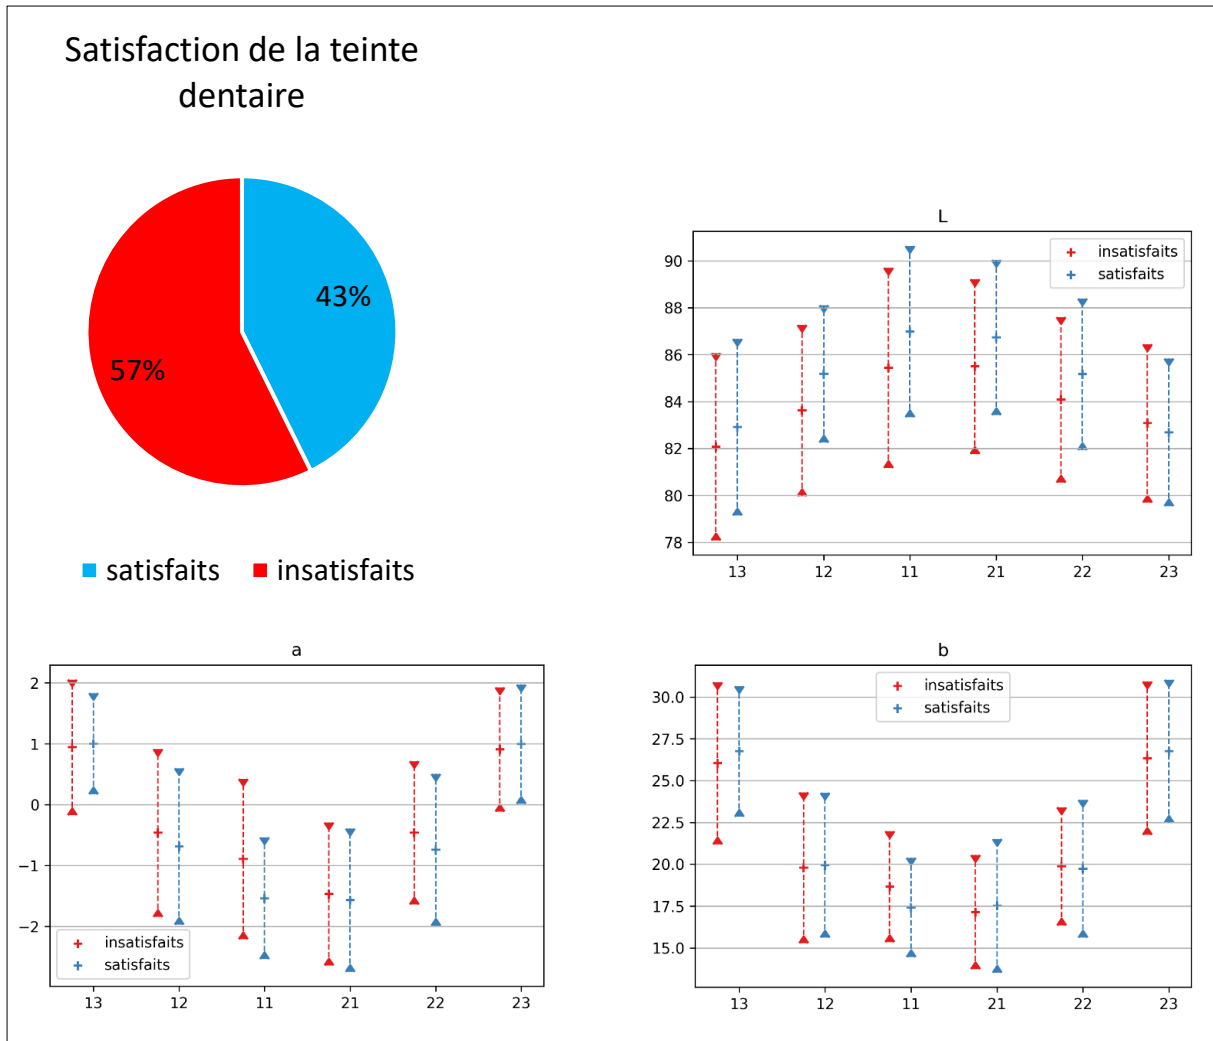 Satisfaction de la teinte
dentaire
43%
57%
satisfaits insatisfaits
L
90
88
86
84
82
80
78
insatisfaits
satisfaits
13 12 11 21 22 23
a
2
1
0
−1
−2
insatisfaits
satisfaits
13 12 11 21 22 23
b
30.0
27.5
25.0
22.5
20.0
17.5
15.0
insatisfaits
satisfaits
13 12 11 21 22 23